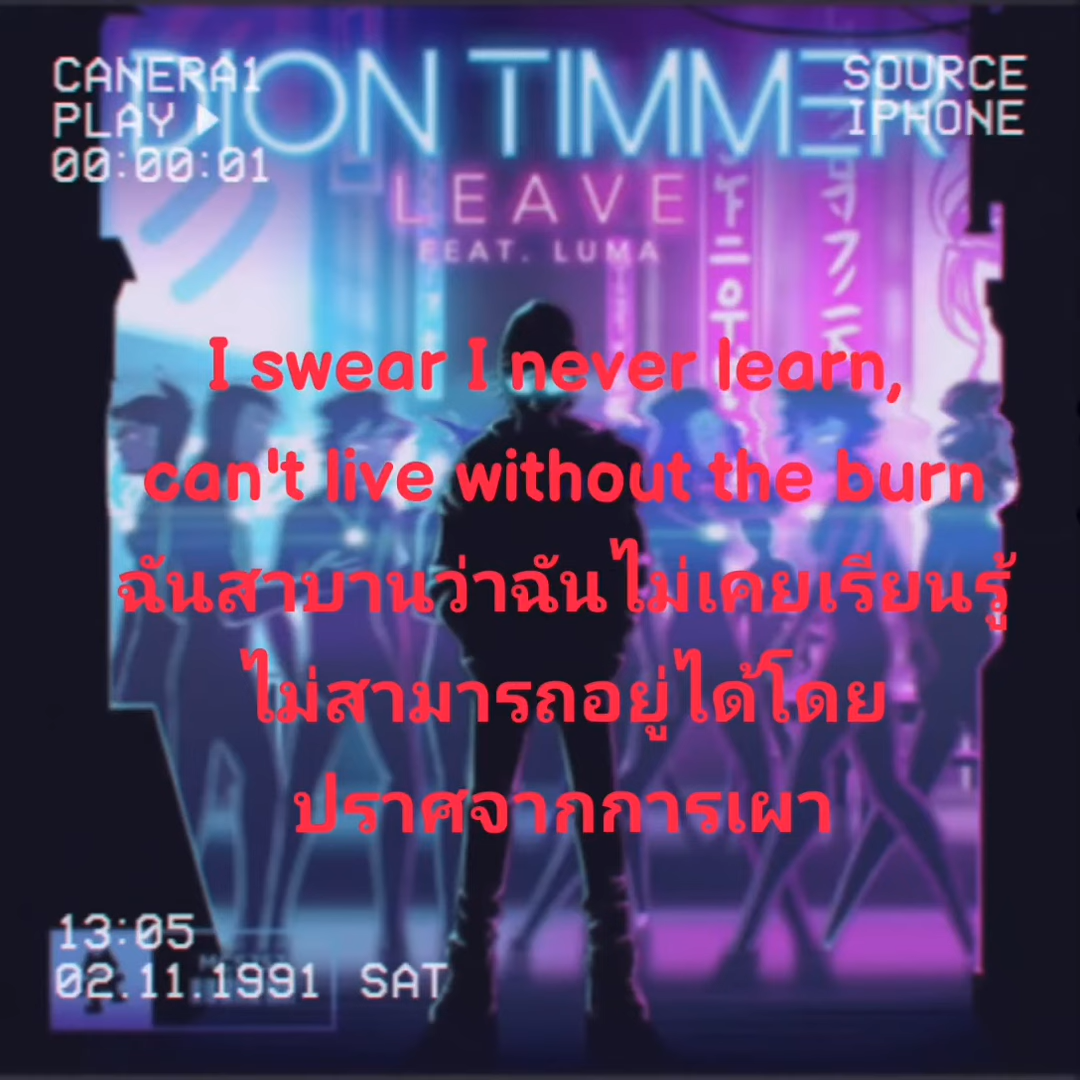 CANERA1
PLAY
00:00:01
SOURCE
IPHONE
DION TIMMER
LEAVE
FEAT. LUMA
I swear I never learn,
can't live without the burn
ฉันสาบานว่าฉันไม่เคยเรียนรู้
ไม่สามารถอยู่ได้โดย
ปราศจากการเผา
13:05
02.11.1991 SAT